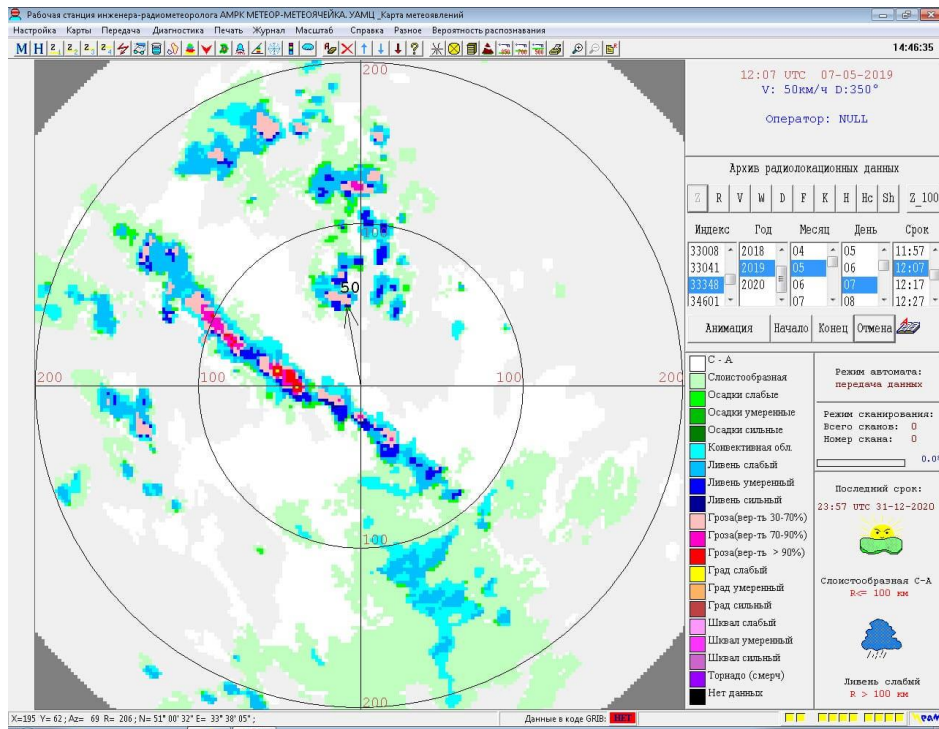 Рабочая станция инженера-радиометеоролога АМРК МЕТЕОР-МЕТЕОЯЧЕЙКА. УАМЦ _Карта метеоявлений
Настройка Карты Передача Диагностика Печать Журнал Масштаб Справка Разное Вероятность распознавания
М Н
14:46:35
12:07 UTC 07-05-2019
V: 50км/ч D:350°
Оператор: NULL
Архив радиолокационных данных
Z R V W D F K H Hc Sh Z_100
Индекс Год Месяц День Срок
33008 2018 04 05 11:57
33041 2019 05 06 12:07
33348 2020 06 07 12:17
34601 07 08 12:27
Анимация Начало Конец Отмена
200
100
50
200 100 100 200
100
200
С - А
Слоистообразная
Осадки слабые
Осадки умеренные
Осадки сильные
Конвективная обл.
Ливень слабый
Ливень умеренный
Ливень сильный
Гроза(вер-ть 30-70%)
Гроза(вер-ть 70-90%)
Гроза(вер-ть > 90%)
Град слабый
Град умеренный
Град сильный
Шквал слабый
Шквал умеренный
Шквал сильный
Торнадо (смерч)
Нет данных
Режим автомата:
передача данных
Режим сканирования:
Всего сканов: 0
Номер скана: 0
Последний срок:
23:57 UTC 31-12-2020
Слоистообразная С-А
R<= 100 км
Ливень слабый
R > 100 км
X=195 Y= 62 ; Az= 69 R= 206 ; N= 51° 00' 32" E= 33° 38' 05" ;
Данные в коде GRIB: НЕТ